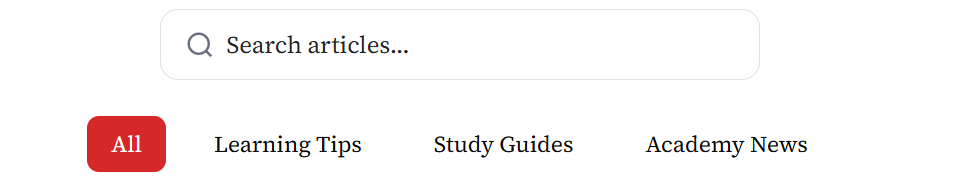 Search articles...
All Learning Tips Study Guides Academy News